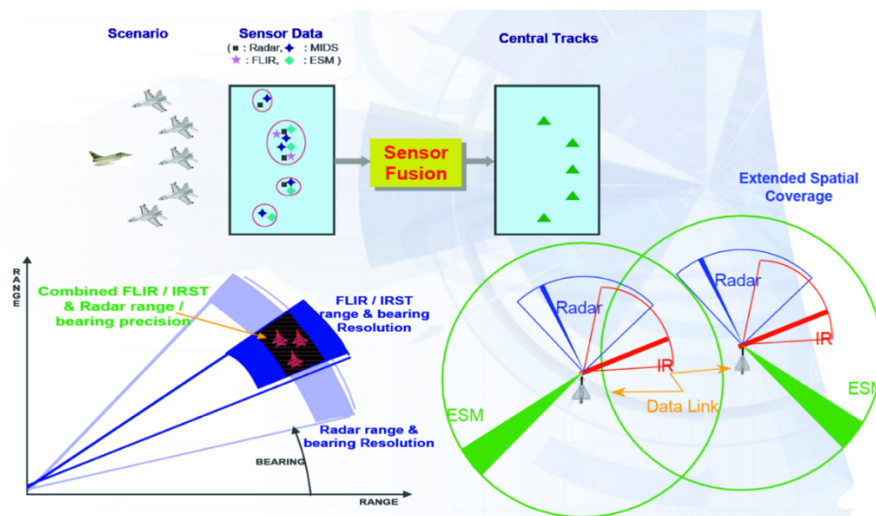 Scenario
Sensor Data
( ■ : Radar, ✦ : MIDS
★ : FLIR, ◆ : ESM )
Central Tracks
Sensor
Fusion
Extended Spatial
Coverage
RANGE
Combined FLIR / IRST
& Radar range /
bearing precision
FLIR / IRST
range & bearing
Resolution
Radar range &
bearing Resolution
BEARING
RANGE
Radar
IR
ESM
Radar
IR
ESM
Data Link